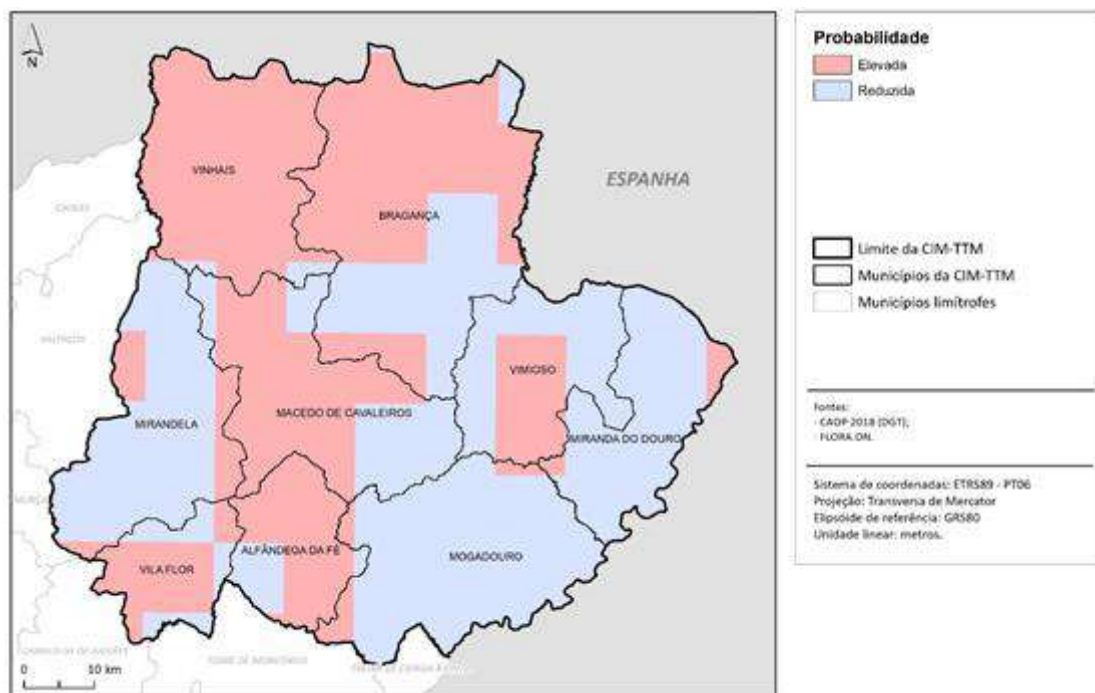 N
VINHAIS
BRAGANÇA
ESPANHA
MIRANDELA
MACEDO DE CAVALEIROS
VIMIOSO
MIRANDA DO DOURO
ALFÂNDEGA DA FÉ
VILA FLOR
MOGADOURO
0 10 km
Probabilidade
Elevada
Reduzida
Limite da CIM-TTM
Municípios da CIM-TTM
Municípios limítrofes
Fontes:
- CAOP 2018 (DGT);
- FLORA ON.
Sistema de coordenadas: ETRS89 - PT06
Projeção: Transversa de Mercator
Elipsóide de referência: GRS80
Unidade linear: metros.